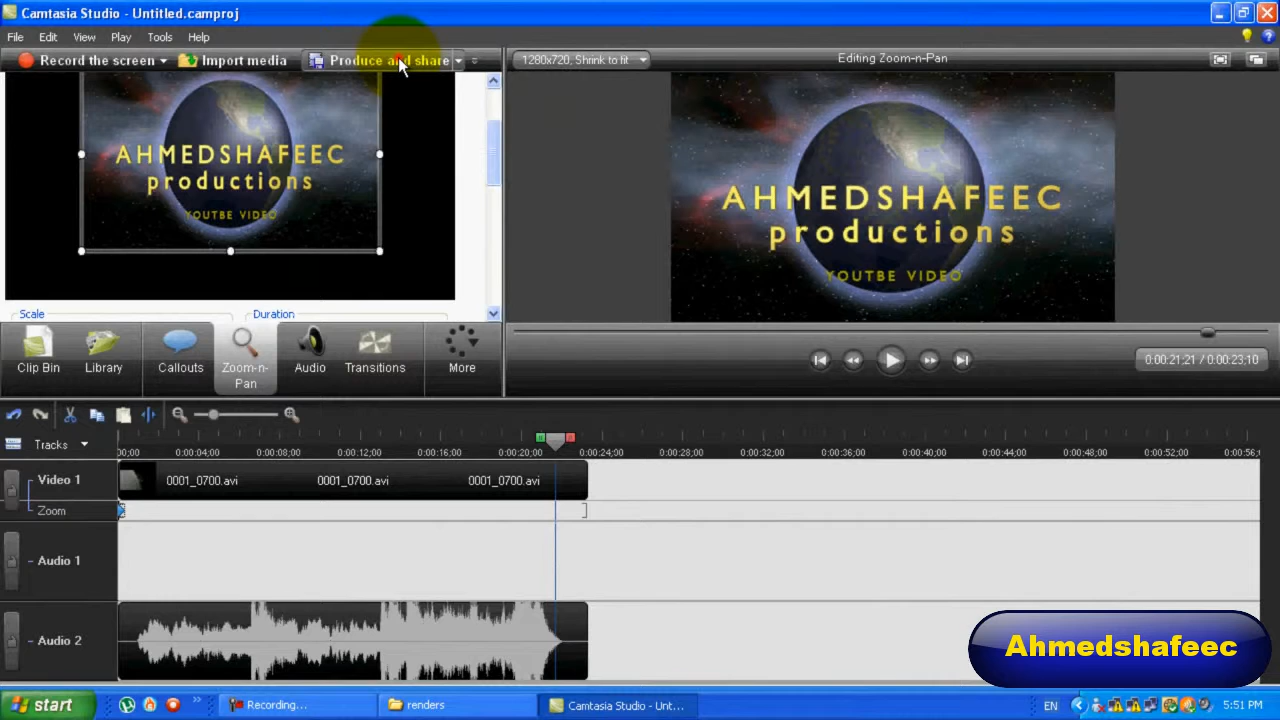 Camtasia Studio - Untitled.camproj
File Edit View Play Tools Help
Record the screen Import media Produce and share
1280x720, Shrink to fit
Editing Zoom-n-Pan
AHMEDSHAFEEC
productions
YOUTBE VIDEO
AHMEDSHAFEEC
productions
YOUTBE VIDEO
Scale Duration
Clip Bin Library Callouts Zoom-n-Pan Audio Transitions More
0:00:21;21 / 0:00:23;10
Tracks
00;00 0:00:04;00 0:00:08;00 0:00:12;00 0:00:16;00 0:00:20;00 0:00:24;00 0:00:28;00 0:00:32;00 0:00:36;00 0:00:40;00 0:00:44;00 0:00:48;00 0:00:52;00 0:00:56;
Video 1 0001_0700.avi 0001_0700.avi 0001_0700.avi
Zoom
Audio 1
Audio 2
Ahmedshafeec
start Recording... renders Camtasia Studio - Unt... EN 5:51 PM